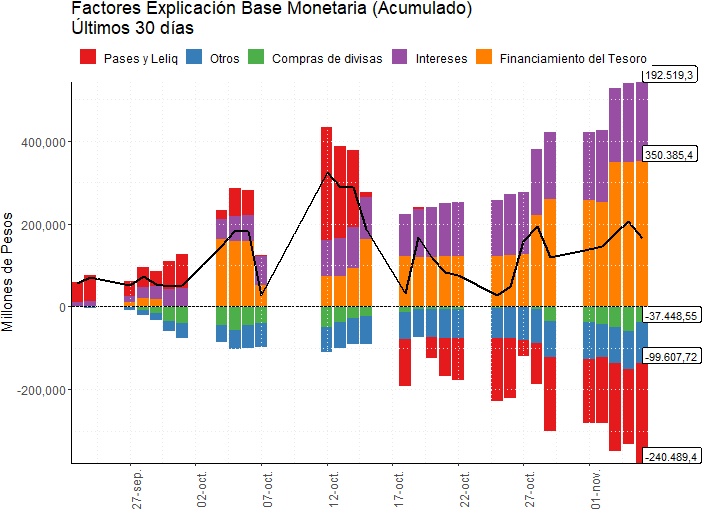 Factores Explicación Base Monetaria (Acumulado)
Últimos 30 días
Pases y Leliq Otros Compras de divisas Intereses Financiamiento del Tesoro
192.519,3
400,000
350.385,4
200,000
Millones de Pesos
0
-37.448,55
-99.607,72
-200,000
-240.489,4
27-sep. 02-oct. 07-oct. 12-oct. 17-oct. 22-oct. 27-oct. 01-nov.